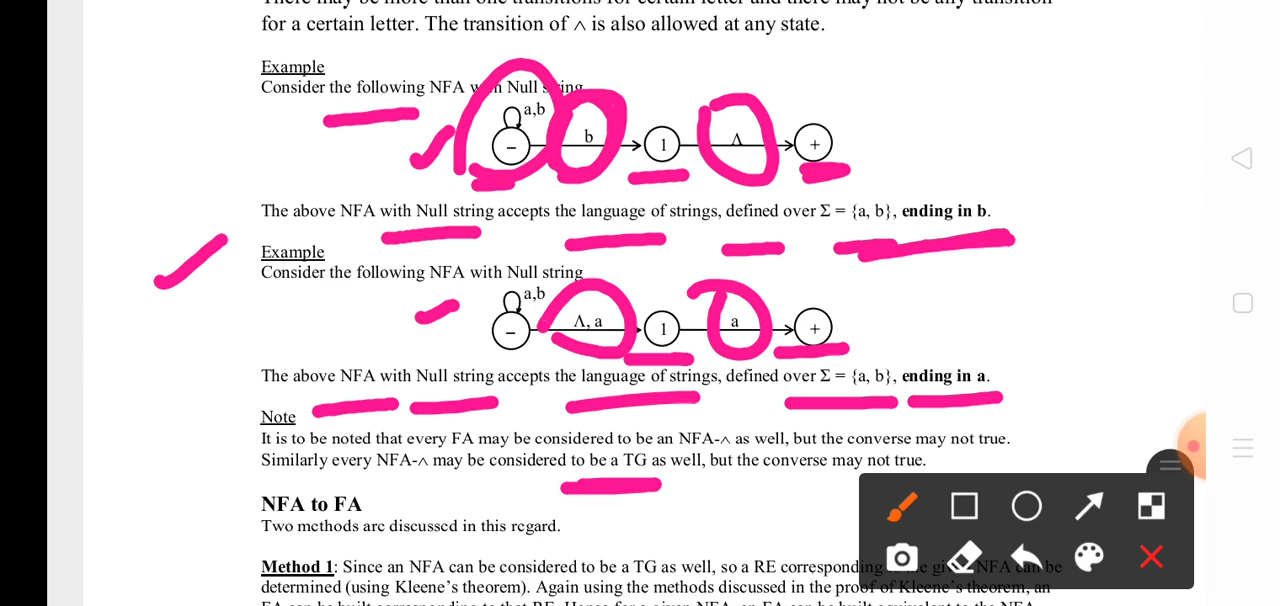 for a certain letter. The transition of ʌ is also allowed at any state.
Example
Consider the following NFA with Null string
a,b
− b 1 Λ +
The above NFA with Null string accepts the language of strings, defined over Σ = {a, b}, ending in b.
Example
Consider the following NFA with Null string
a,b
− Λ, a 1 a +
The above NFA with Null string accepts the language of strings, defined over Σ = {a, b}, ending in a.
Note
It is to be noted that every FA may be considered to be an NFA-ʌ as well, but the converse may not true.
Similarly every NFA-ʌ may be considered to be a TG as well, but the converse may not true.
NFA to FA
Two methods are discussed in this regard.
Method 1: Since an NFA can be considered to be a TG as well, so a RE corresponding NFA can be
determined (using Kleene's theorem). Again using the methods discussed in the proof of Kleene's theorem, an